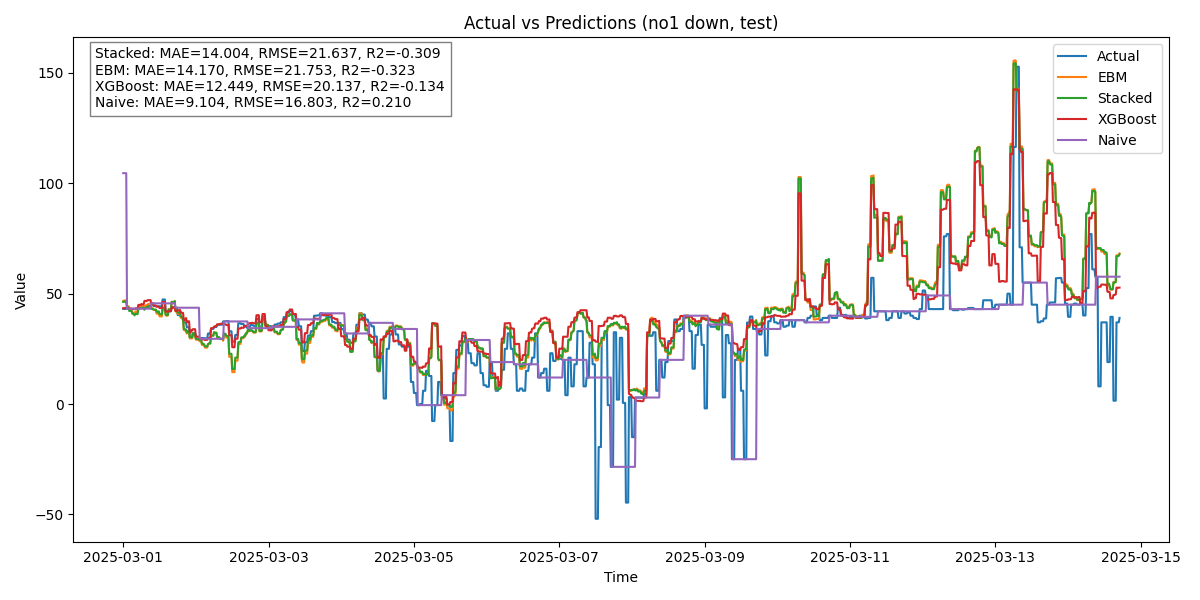 Actual vs Predictions (no1 down, test)
Stacked: MAE=14.004, RMSE=21.637, R2=-0.309
EBM: MAE=14.170, RMSE=21.753, R2=-0.323
XGBoost: MAE=12.449, RMSE=20.137, R2=-0.134
Naive: MAE=9.104, RMSE=16.803, R2=0.210
Actual
EBM
Stacked
XGBoost
Naive
Value
150
100
50
0
−50
2025-03-01 2025-03-03 2025-03-05 2025-03-07 2025-03-09 2025-03-11 2025-03-13 2025-03-15
Time